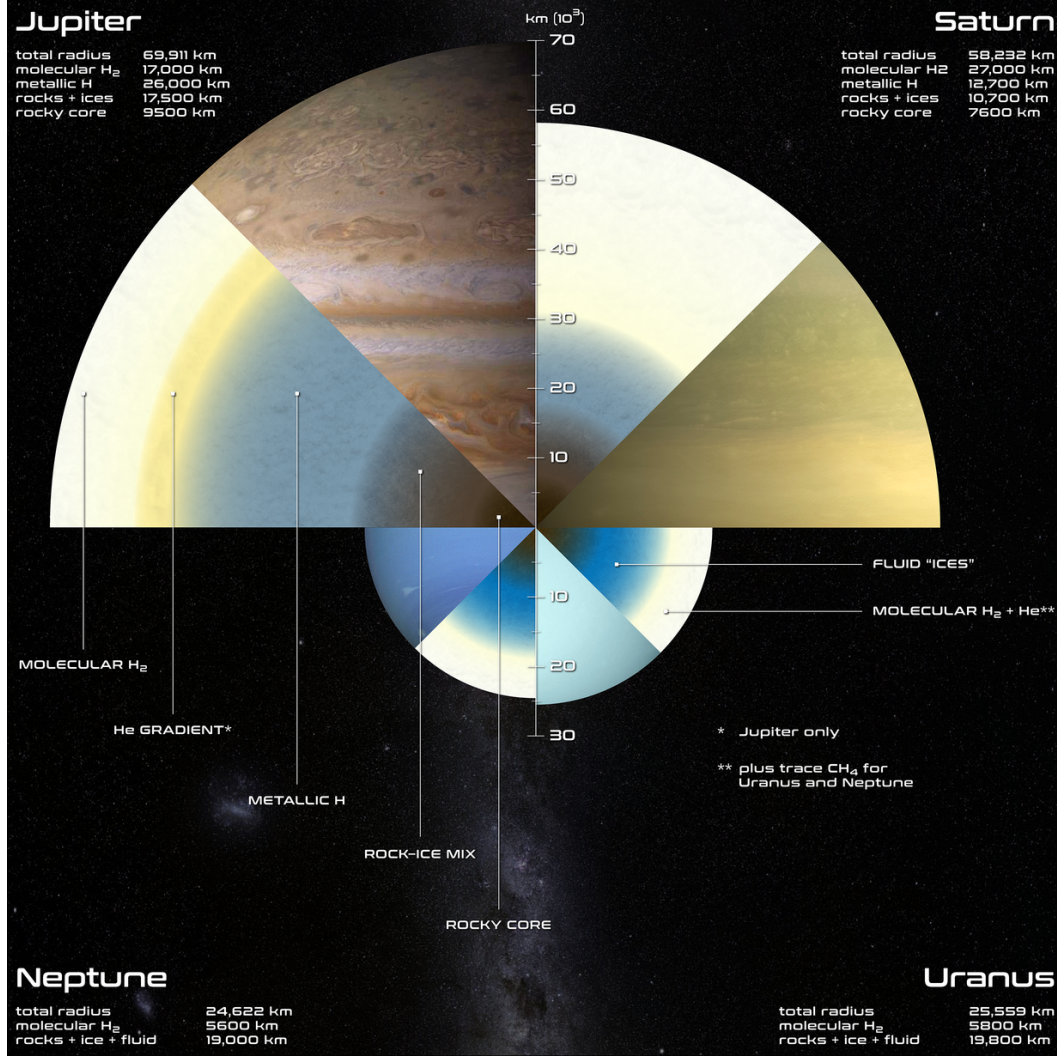 Jupiter
total radius 69,911 km
molecular H₂ 17,000 km
metallic H 26,000 km
rocks + ices 17,500 km
rocky core 9500 km
km (10³)
70
60
50
40
30
20
10
10
20
30
Saturn
total radius 58,232 km
molecular H2 27,000 km
metallic H 12,700 km
rocks + ices 10,700 km
rocky core 7600 km
FLUID “ICES”
MOLECULAR H₂ + He**
MOLECULAR H₂
He GRADIENT*
METALLIC H
ROCK–ICE MIX
ROCKY CORE
* Jupiter only
** plus trace CH₄ for
Uranus and Neptune
Neptune
total radius 24,622 km
molecular H₂ 5600 km
rocks + ice + fluid 19,000 km
Uranus
total radius 25,559 km
molecular H₂ 5800 km
rocks + ice + fluid 19,800 km